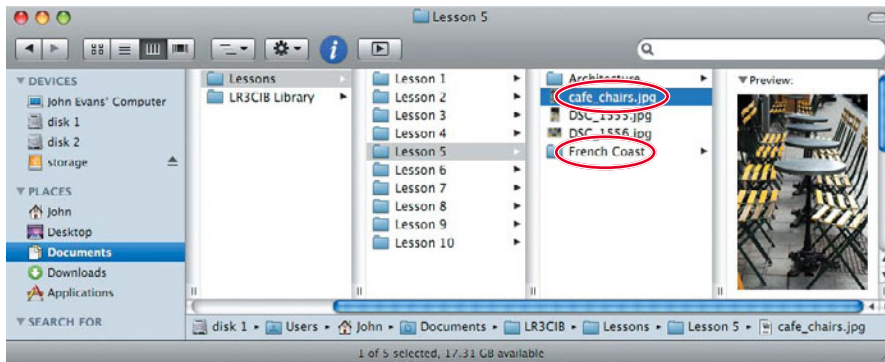 Lesson 5
DEVICES
John Evans' Computer
disk 1
disk 2
storage
PLACES
John
Desktop
Documents
Downloads
Applications
SEARCH FOR
Lessons
LR3CIB Library
Lesson 1
Lesson 2
Lesson 3
Lesson 4
Lesson 5
Lesson 6
Lesson 7
Lesson 8
Lesson 9
Lesson 10
Architecture
cafe_chairs.jpg
DSC_1555.jpg
DSC_1556.jpg
French Coast
Preview:
disk 1 ▸ Users ▸ John ▸ Documents ▸ LR3CIB ▸ Lessons ▸ Lesson 5 ▸ cafe_chairs.jpg
1 of 5 selected, 17.31 GB available